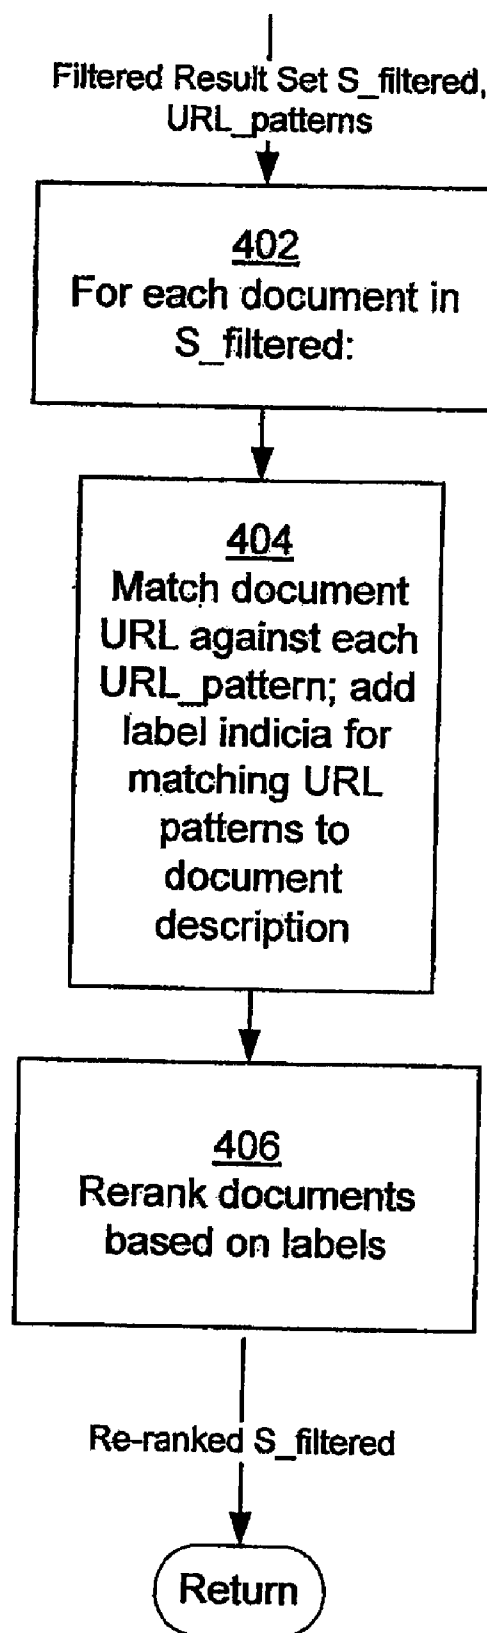 Filtered Result Set S_filtered,
URL_patterns
402
For each document in
S_filtered:
404
Match document
URL against each
URL_pattern; add
label indicia for
matching URL
patterns to
document
description
406
Rerank documents
based on labels
Re-ranked S_filtered
Return